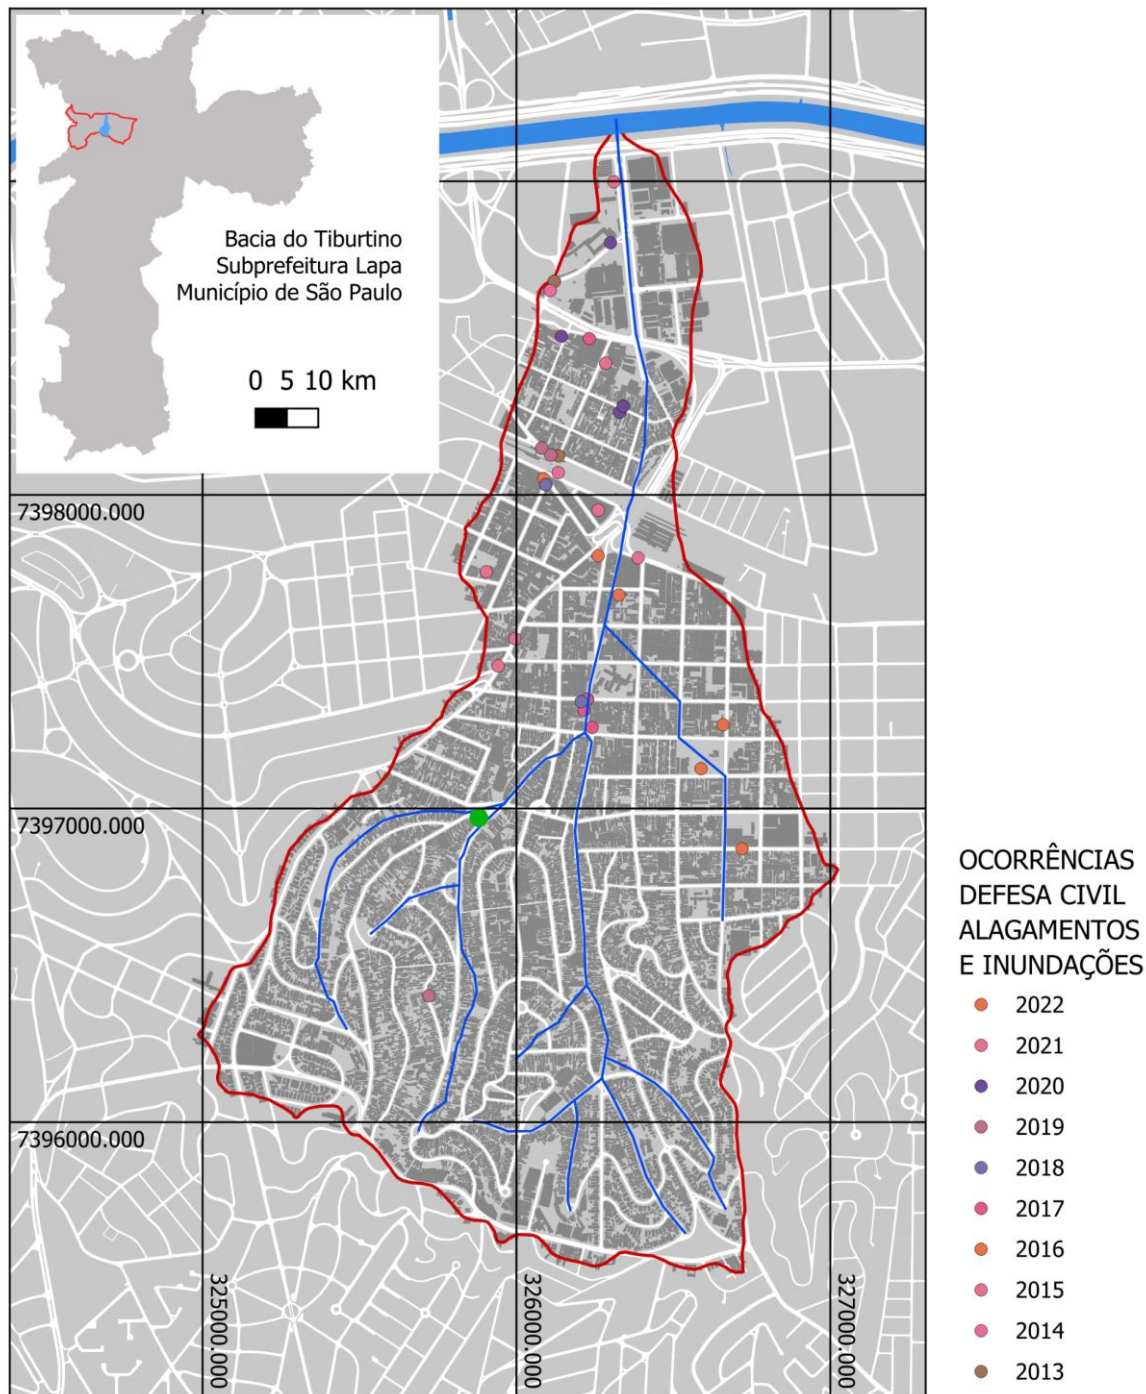 Bacia do Tiburtino
Subprefeitura Lapa
Município de São Paulo
0 5 10 km
7398000.000
7397000.000
7396000.000
325000.000
326000.000
327000.000
OCORRÊNCIAS
DEFESA CIVIL
ALAGAMENTOS
E INUNDAÇÕES
2022
2021
2020
2019
2018
2017
2016
2015
2014
2013